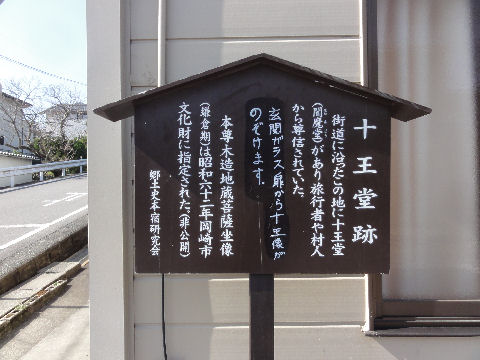 十王堂跡
街道に沿ったこの地に十王堂
(閻魔堂)があり旅行者や村人
から尊信されていた。
玄関ガラス扉から十王像が
のぞけます。
本尊木造地蔵菩薩坐像
(鎌倉期)は昭和六十二年岡崎市
文化財に指定された(非公開)
郷土史本宿研究会